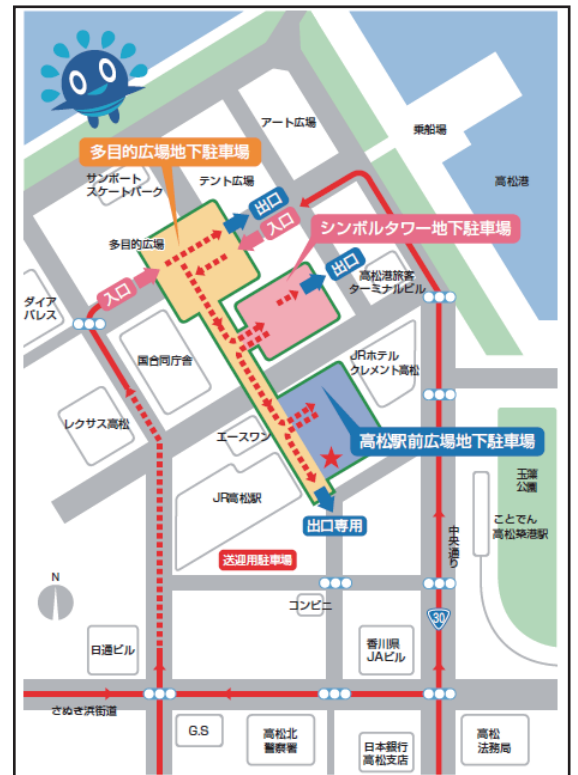 アート広場
乗船場
多目的広場地下駐車場
サンポート
スケートパーク
テント広場
高松港
出口
入口
シンボルタワー地下駐車場
多目的広場
出口
入口
高松港旅客
ターミナルビル
ダイア
パレス
国合同庁舎
JRホテル
クレメント高松
レクサス高松
エースワン
高松駅前広場地下駐車場
JR高松駅
玉藻
公園
出口専用
ことでん
高松築港駅
中央通り
送迎用駐車場
N
コンビニ
30
日通ビル
香川県
JAビル
さぬき浜街道
G.S
高松北
警察署
日本銀行
高松支店
高松
法務局